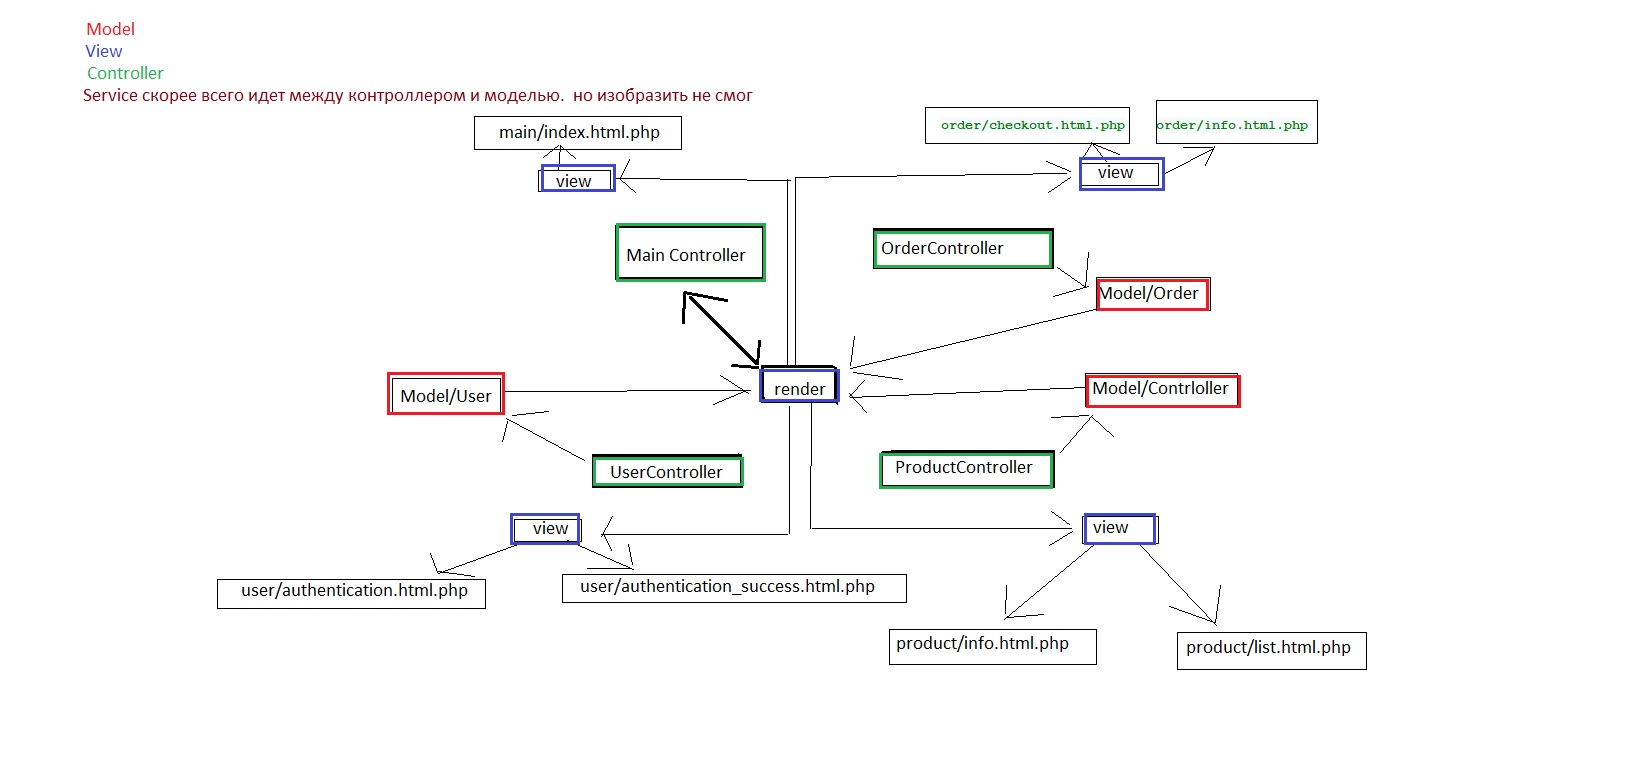 Model
View
Controller
Service скорее всего идет между контроллером и моделью.  но изобразить не смог
main/index.html.php
order/checkout.html.php
order/info.html.php
view
view
Main Controller
OrderController
Model/Order
render
Model/User
Model/Contrloller
UserController
ProductController
view
view
user/authentication.html.php
user/authentication_success.html.php
product/info.html.php
product/list.html.php